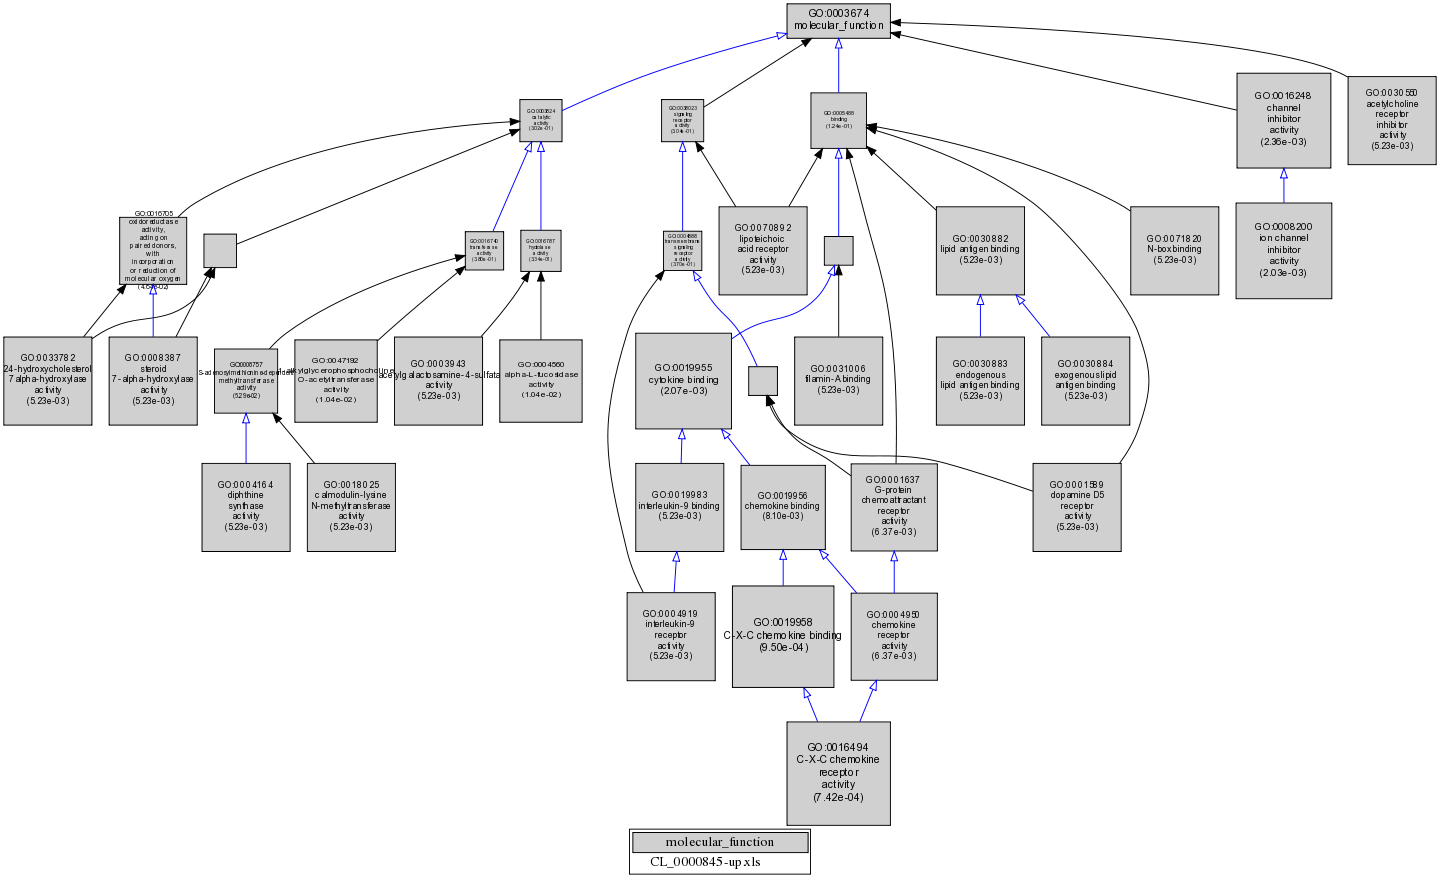 GO:0003674
molecular_function
GO:0003824
catalytic
activity
(3.02e-01)
GO:0038023
signaling
receptor
activity
(3.04e-01)
GO:0005488
binding
(1.24e-01)
GO:0016248
channel
inhibitor
activity
(2.36e-03)
GO:0030550
acetylcholine
receptor
inhibitor
activity
(5.23e-03)
GO:0016705
oxidoreductase
activity,
acting on
paired donors,
with
incorporation
or reduction of
molecular oxygen
GO:0016740
transferase
activity
(3.80e-01)
GO:0016787
hydrolase
activity
(3.34e-01)
GO:0004888
transmembrane
signaling
receptor
activity
(3.70e-01)
GO:0070892
lipoteichoic
acid receptor
activity
(5.23e-03)
GO:0030882
lipid antigen binding
(5.23e-03)
GO:0071820
N-box binding
(5.23e-03)
GO:0008200
ion channel
inhibitor
activity
(2.03e-03)
GO:0033782
24-hydroxycholesterol
7alpha-hydroxylase
activity
(5.23e-03)
GO:0008387
steroid
7-alpha-hydroxylase
activity
(5.23e-03)
GO:0008757
S-adenosylmethionine-dependent
methyltransferase
activity
(5.29e-02)
GO:0047192
O-acetyltransferase
activity
(1.04e-02)
GO:0003943
activity
(5.23e-03)
GO:0004560
alpha-L-fucosidase
activity
(1.04e-02)
GO:0019955
cytokine binding
(2.07e-03)
GO:0031006
filamin-A binding
(5.23e-03)
GO:0030883
endogenous
lipid antigen binding
(5.23e-03)
GO:0030884
exogenous lipid
antigen binding
(5.23e-03)
GO:0004164
diphthine
synthase
activity
(5.23e-03)
GO:0018025
calmodulin-lysine
N-methyltransferase
activity
(5.23e-03)
GO:0019983
interleukin-9 binding
(5.23e-03)
GO:0019956
chemokine binding
(8.10e-03)
GO:0001637
G-protein
chemoattractant
receptor
activity
(6.37e-03)
GO:0001589
dopamine D5
receptor
activity
(5.23e-03)
GO:0004919
interleukin-9
receptor
activity
(5.23e-03)
GO:0019958
C-X-C chemokine binding
(9.50e-04)
GO:0004950
chemokine
receptor
activity
(6.37e-03)
GO:0016494
C-X-C chemokine
receptor
activity
(7.42e-04)
molecular_function
CL_0000845-up.xls